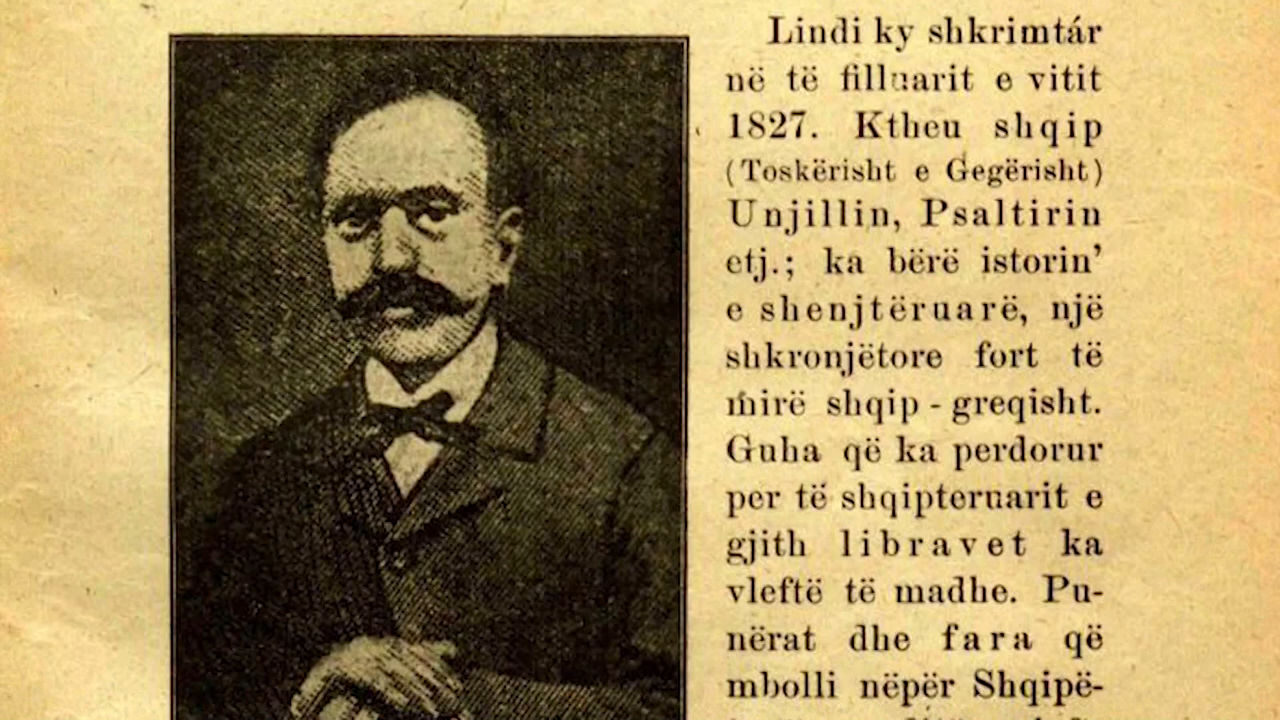 Lindi ky shkrimtár
në të filluarit e vitit
1827. Ktheu shqip
(Toskërisht e Gegërisht)
Unjillin, Psaltirin
etj.; ka bërë istorin’
e shenjtëruarë, një
shkronjëtore fort të
mirë shqip - greqisht.
Guha që ka perdorur
per të shqipteruarit e
gjith libravet ka
vleftë të madhe. Pu-
nërat dhe fara që
mbolli nëpër Shqipë-